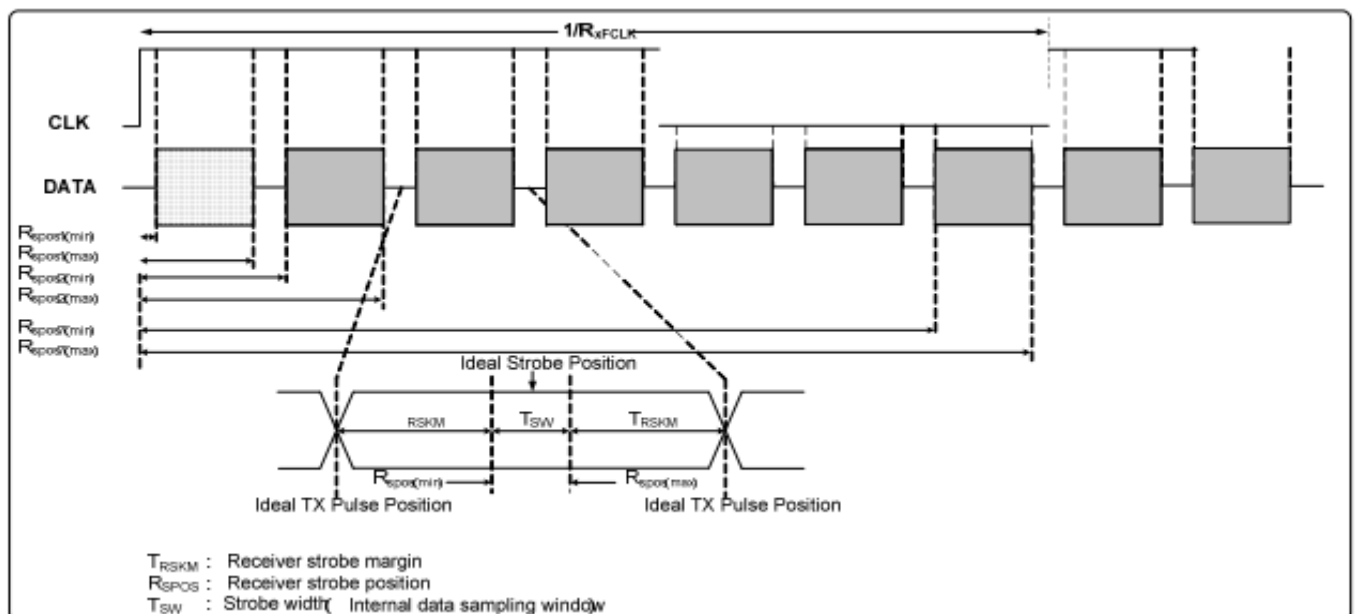 1/RxFCLK
CLK
DATA
Rspos1(min)
Rspos1(max)
Rspos2(min)
Rspos2(max)
Rspos7(min)
Rspos7(max)
Ideal Strobe Position
RSKM TSW TRSKM
Rspos(min) Rspos(max)
Ideal TX Pulse Position Ideal TX Pulse Position
TRSKM : Receiver strobe margin
RSPOS : Receiver strobe position
TSW : Strobe width( Internal data sampling window)